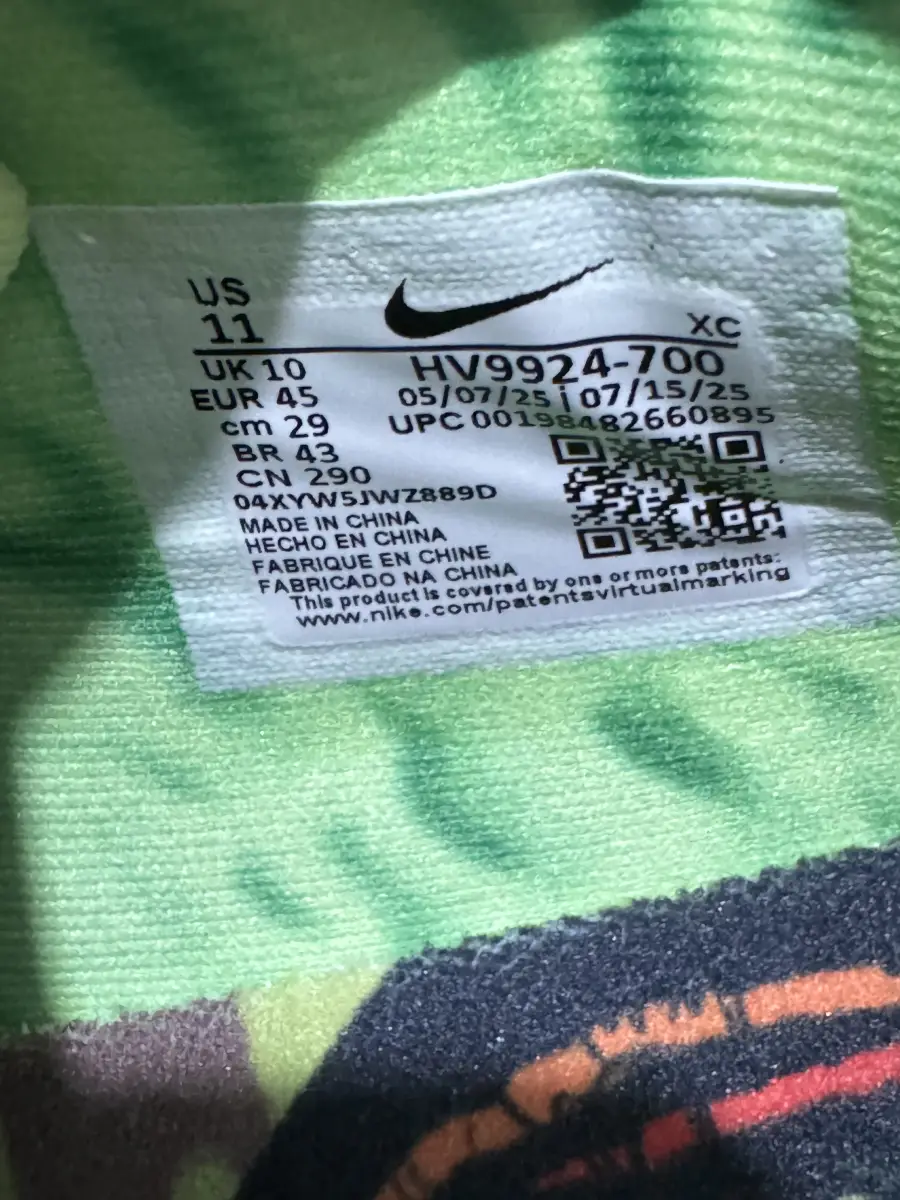 US
11
XC
UK 10
HV9924-700
EUR 45
05/07/25 | 07/15/25
cm 29
UPC 00198482660895
BR 43
CN 290
04XYW5JWZ889D
MADE IN CHINA
HECHO EN CHINA
FABRIQUE EN CHINE
FABRICADO NA CHINA
This product is covered by one or more patents:
www.nike.com/patentsvirtualmarking